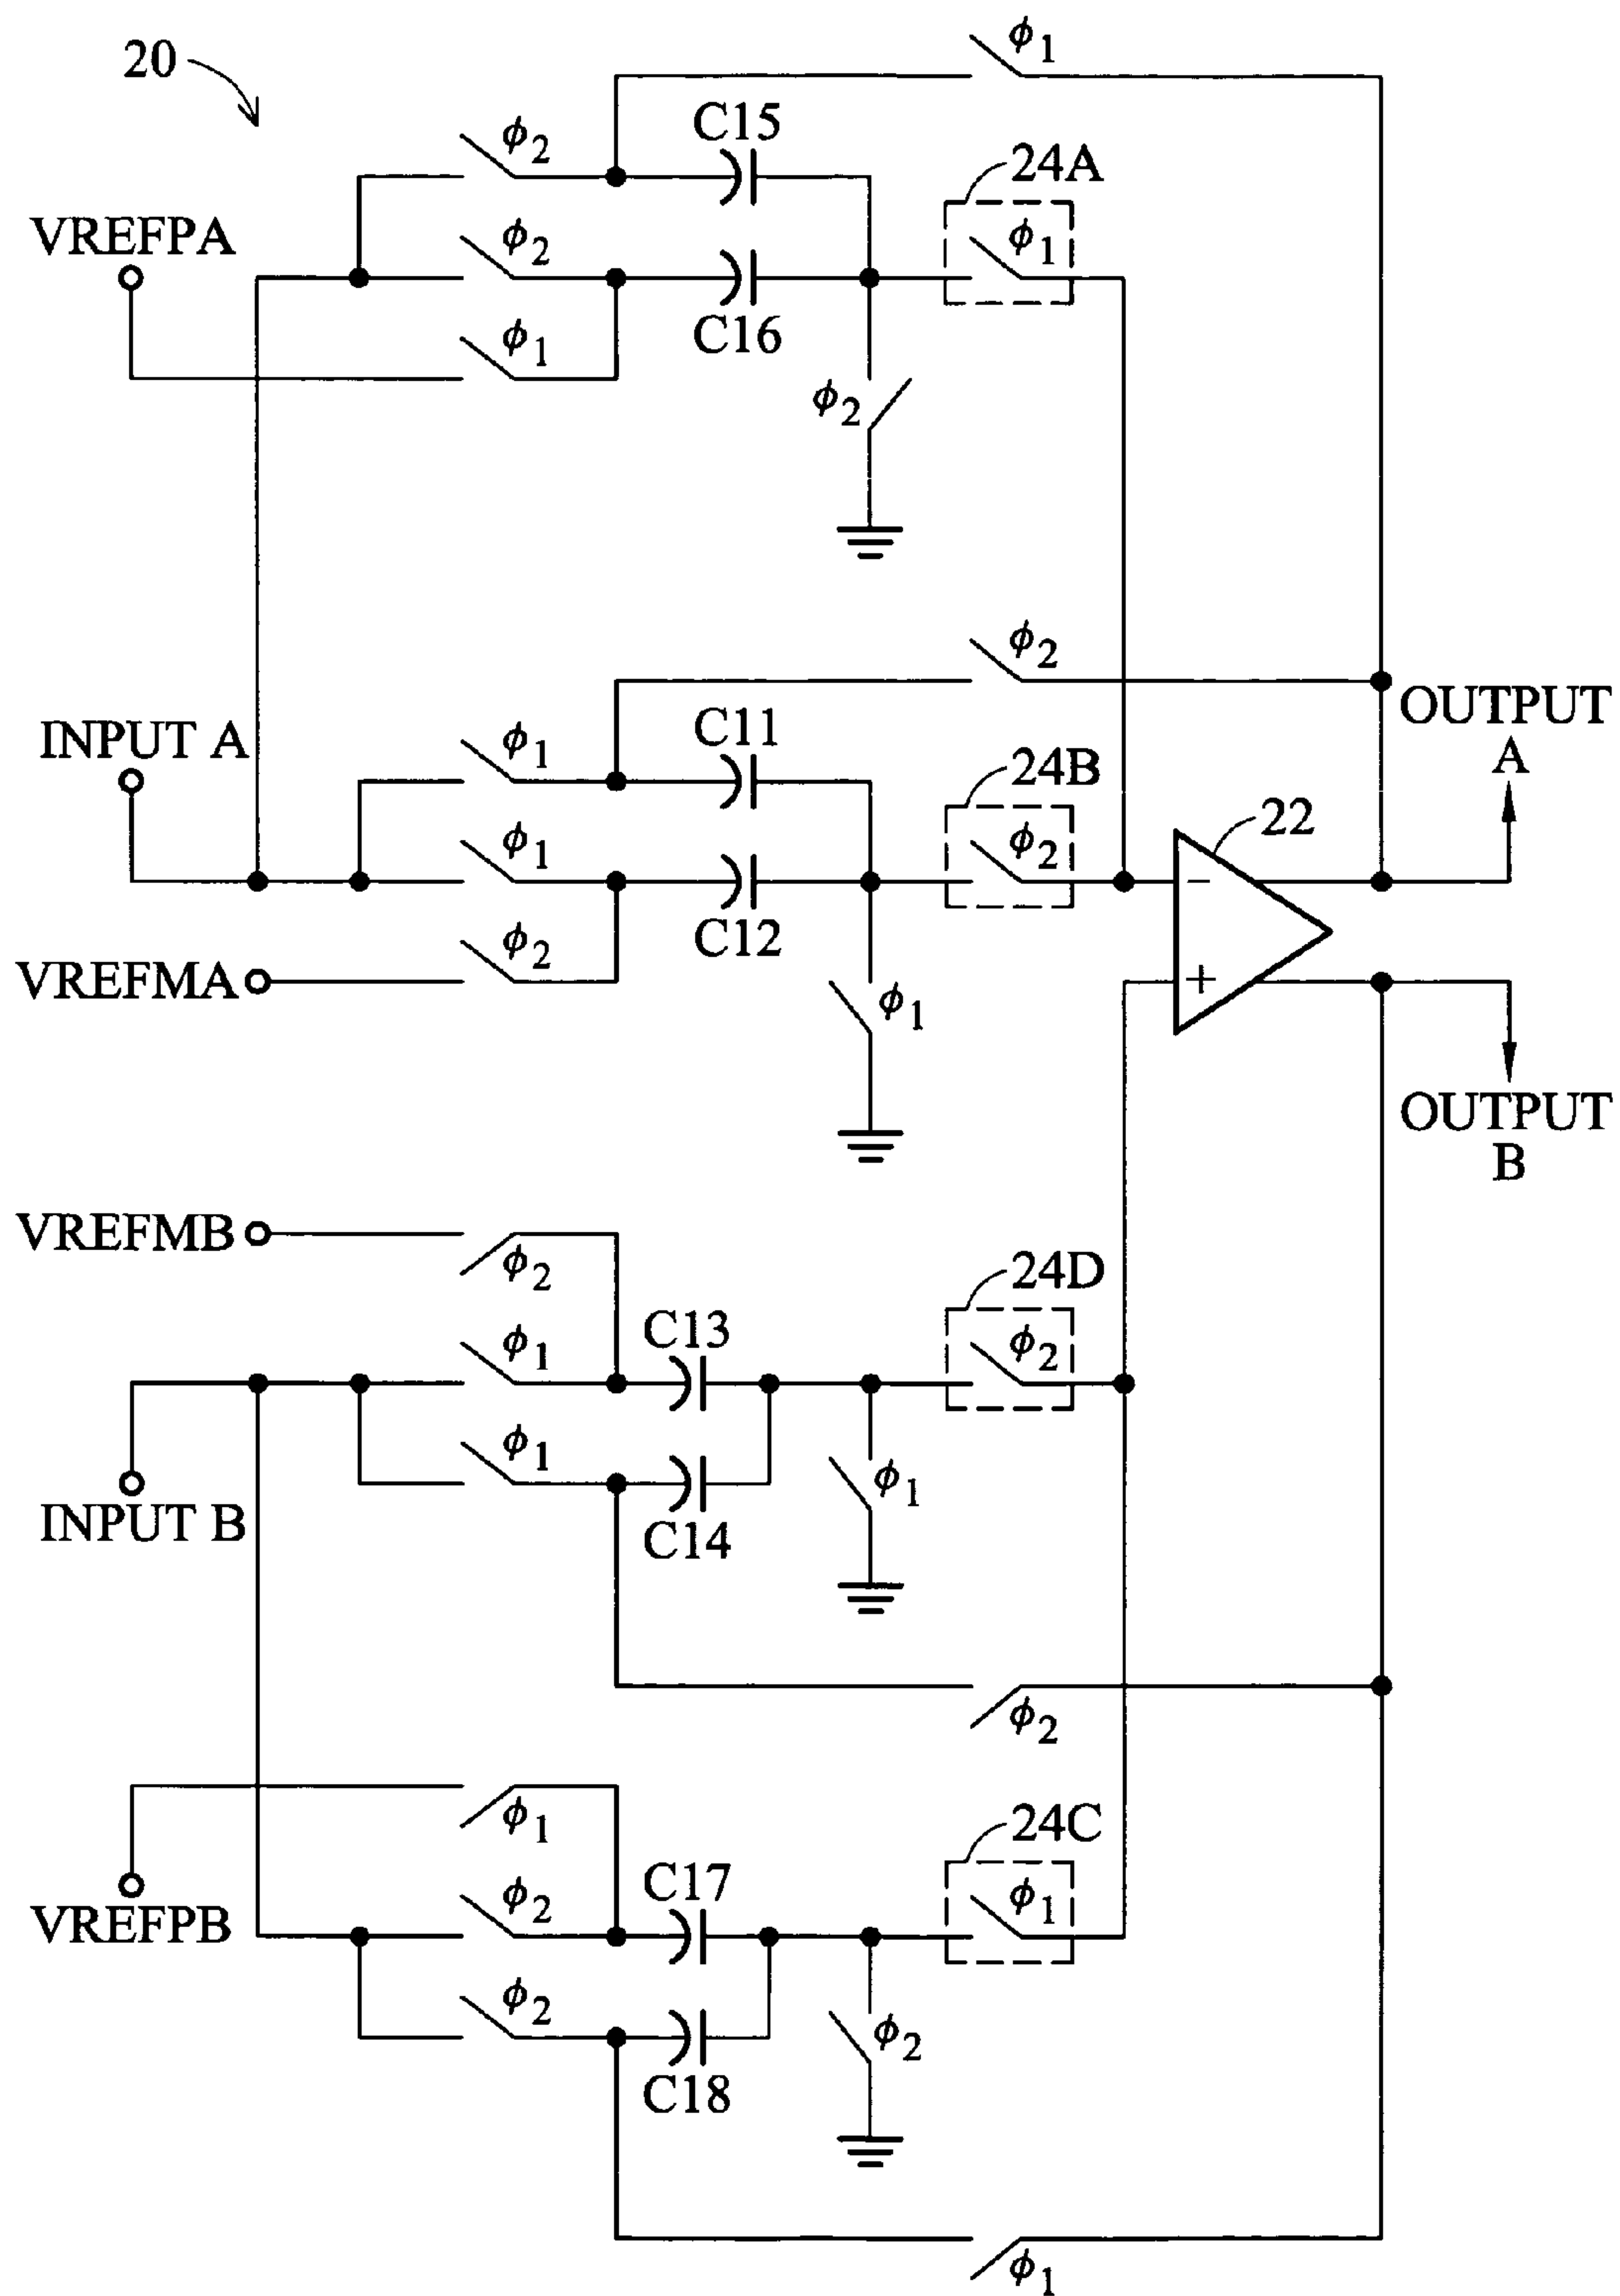 20
ϕ1
ϕ2
C15
24A
VREFPA
ϕ2
ϕ1
C16
ϕ1
ϕ2
ϕ2
INPUT A
ϕ1
C11
24B
OUTPUT
A
ϕ1
ϕ2
22
C12
−
VREFMA
ϕ2
+
ϕ1
OUTPUT
B
VREFMB
ϕ2
24D
C13
ϕ1
ϕ2
ϕ1
ϕ1
INPUT B
C14
ϕ2
ϕ1
24C
C17
VREFPB
ϕ2
ϕ1
ϕ2
ϕ2
C18
ϕ1